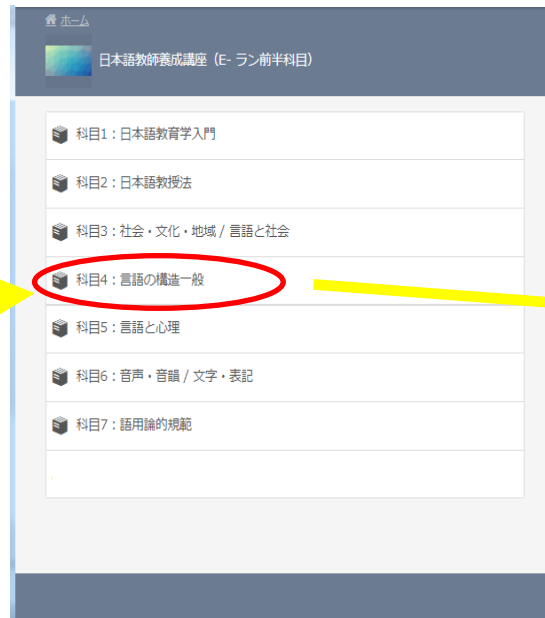 ホーム
日本語教師養成講座（E- ラン前半科目）
科目1：日本語教育学入門
科目2：日本語教授法
科目3：社会・文化・地域 / 言語と社会
科目4：言語の構造一般
科目5：言語と心理
科目6：音声・音韻 / 文字・表記
科目7：語用論的規範